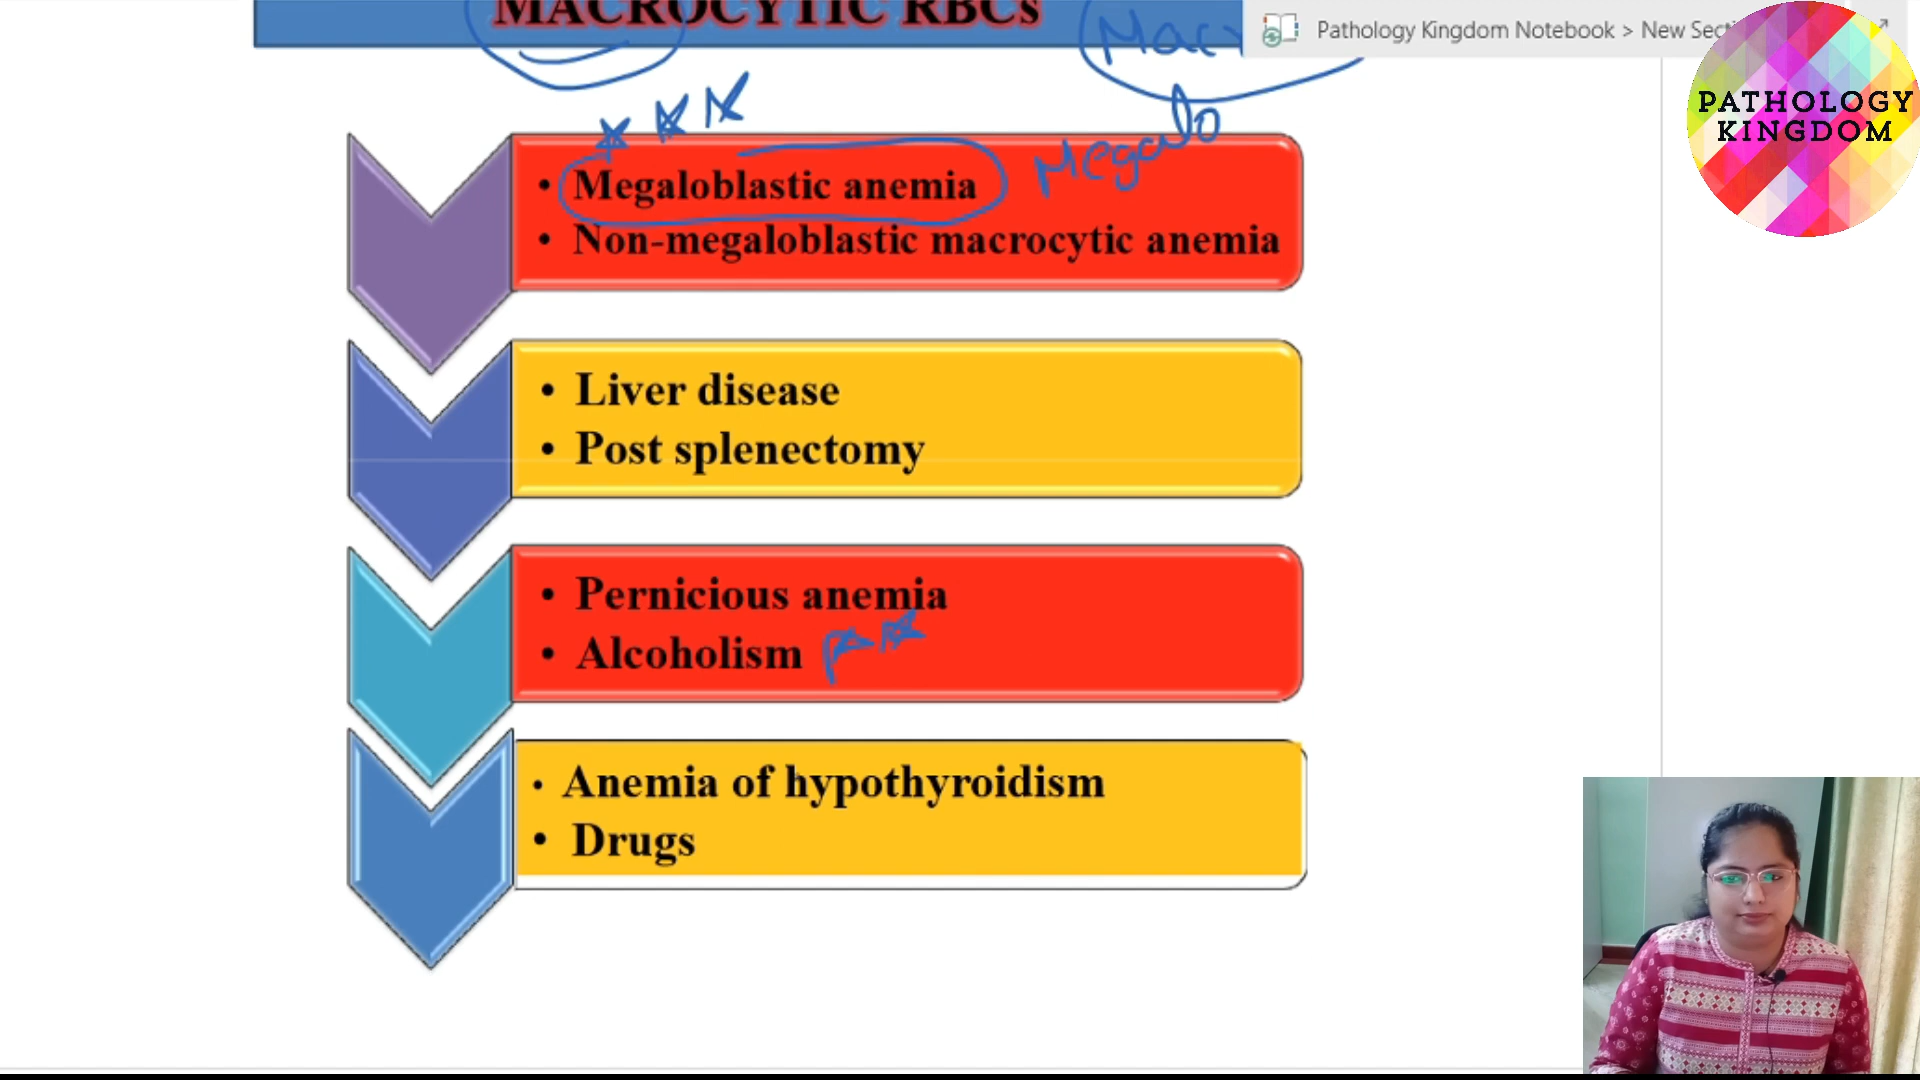 MACROCYTIC RBCs
Mac
Pathology Kingdom Notebook > New Sec
PATHOLOGY
KINGDOM
Megalo
• Megaloblastic anemia
• Non-megaloblastic macrocytic anemia
• Liver disease
• Post splenectomy
• Pernicious anemia
• Alcoholism
• Anemia of hypothyroidism
• Drugs